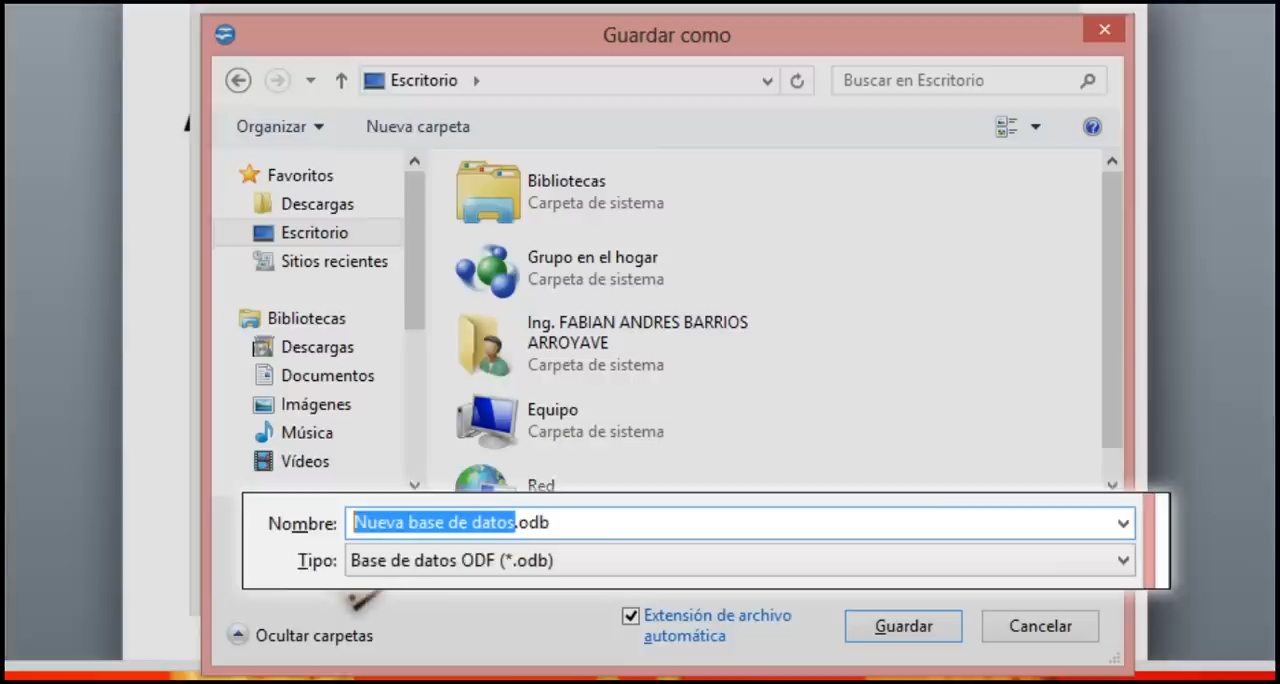 Guardar como
Escritorio
Buscar en Escritorio
Organizar
Nueva carpeta
Favoritos
Descargas
Escritorio
Sitios recientes
Bibliotecas
Descargas
Documentos
Imágenes
Música
Vídeos
Bibliotecas
Carpeta de sistema
Grupo en el hogar
Carpeta de sistema
Ing. FABIAN ANDRES BARRIOS
ARROYAVE
Carpeta de sistema
Equipo
Carpeta de sistema
Red
Nombre: Nueva base de datos.odb
Tipo: Base de datos ODF (*.odb)
Extensión de archivo
automática
Guardar
Cancelar
Ocultar carpetas